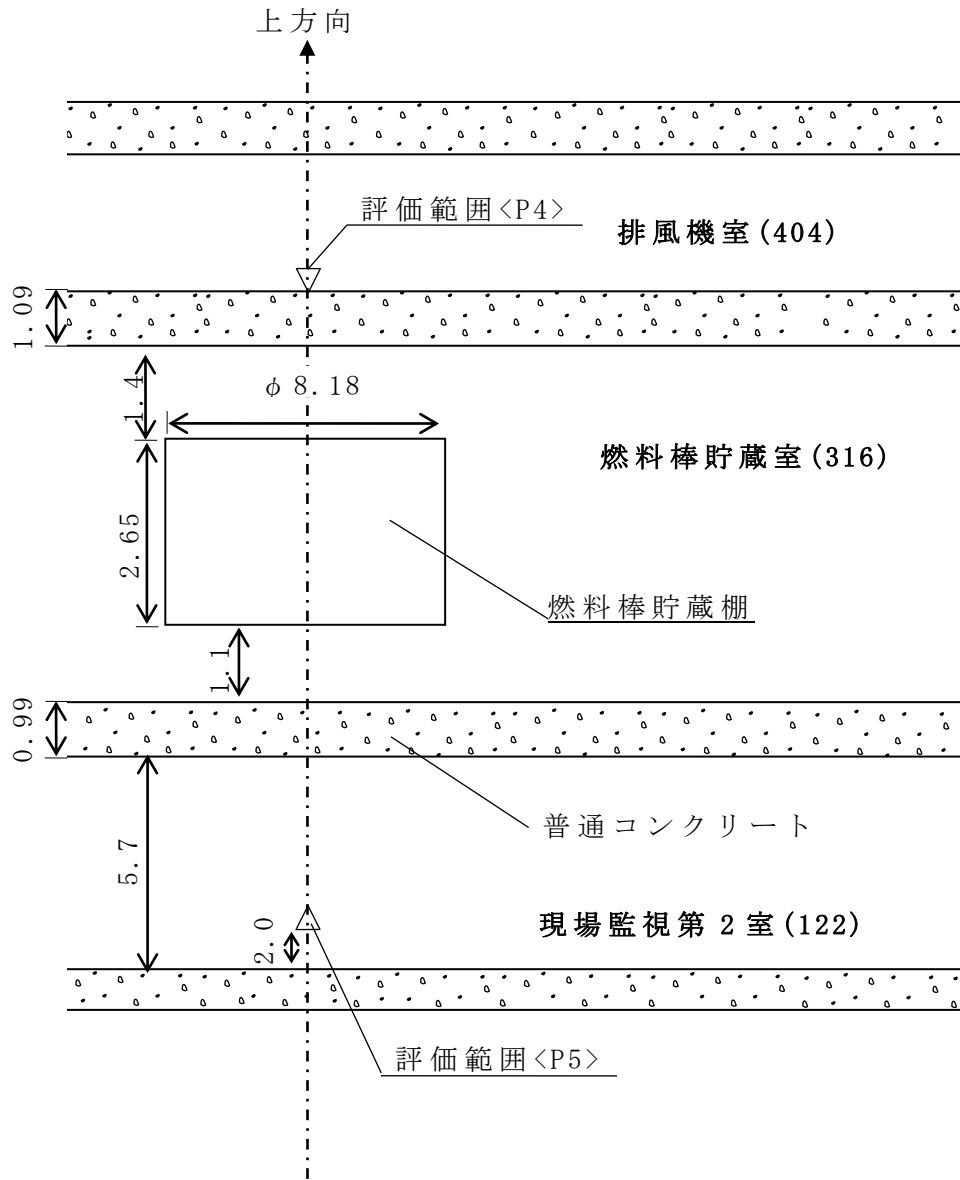 上方向
評価範囲<P4>
排風機室(404)
1.09
1.4
φ 8.18
燃料棒貯蔵室(316)
2.65
燃料棒貯蔵棚
1.1
0.99
普通コンクリート
5.7
現場監視第 2 室(122)
2.0
評価範囲<P5>